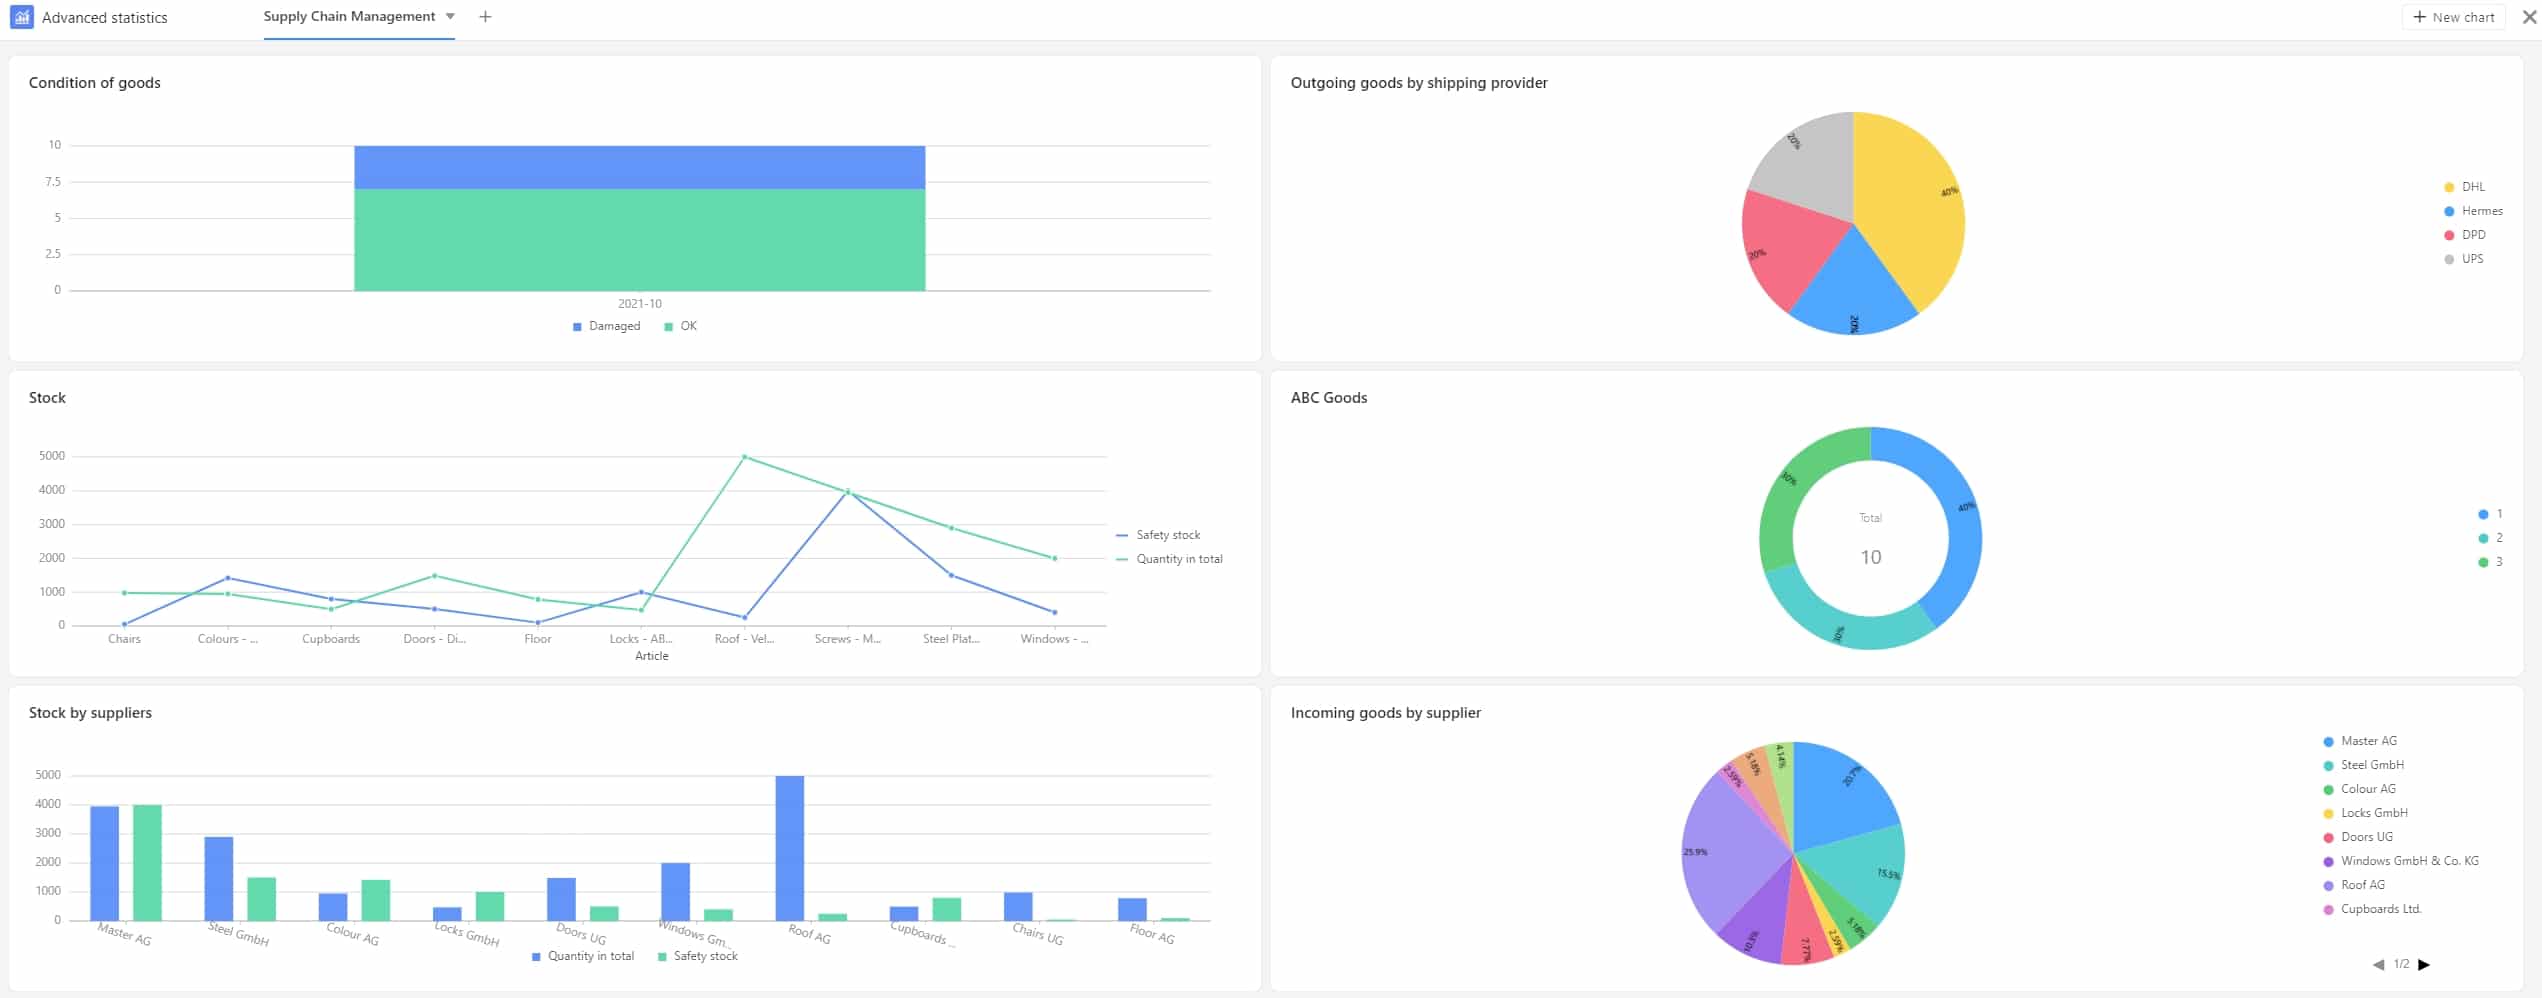 Advanced statistics
Supply Chain Management
New chart
Condition of goods
10
7.5
5
2.5
0
2021-10
Damaged
OK
Outgoing goods by shipping provider
20%
40%
20%
20%
DHL
Hermes
DPD
UPS
Stock
5000
4000
3000
2000
1000
0
Chairs
Colours - ...
Cupboards
Doors - Di...
Floor
Locks - AB...
Roof - Vel...
Screws - M...
Steel Plat...
Windows - ...
Article
Safety stock
Quantity in total
ABC Goods
30%
40%
30%
Total
10
1
2
3
Stock by suppliers
5000
4000
3000
2000
1000
0
Master AG
Steel GmbH
Colour AG
Locks GmbH
Doors UG
Windows Gm...
Roof AG
Cupboards ...
Chairs UG
Floor AG
Quantity in total
Safety stock
Incoming goods by supplier
4.14%
5.18%
2.59%
20.7%
25.9%
15.5%
5.18%
2.59%
7.77%
10.3%
Master AG
Steel GmbH
Colour AG
Locks GmbH
Doors UG
Windows GmbH & Co. KG
Roof AG
Cupboards Ltd.
1/2